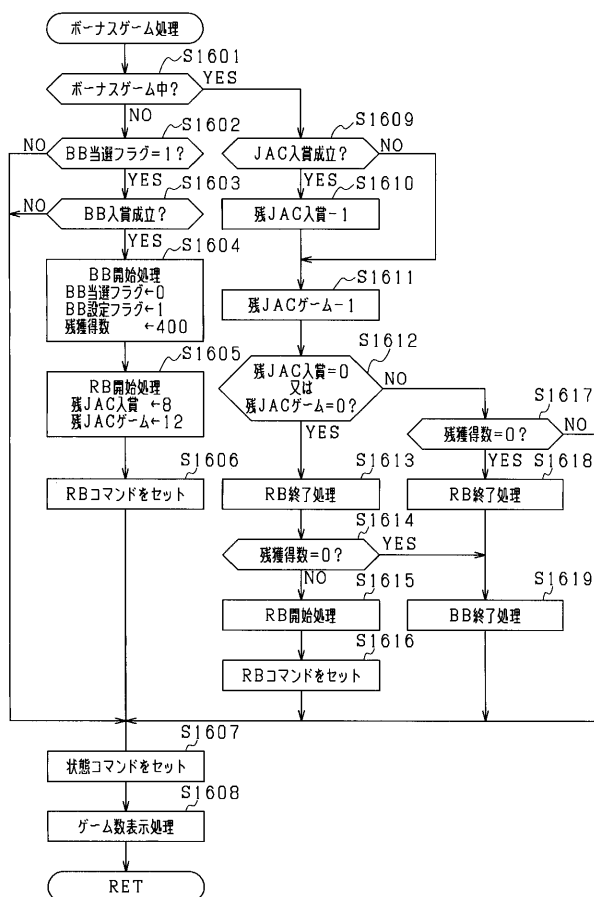 ボーナスゲーム処理
S1601
ボーナスゲーム中?
YES
NO
S1602
NO
BB当選フラグ=1?
YES
S1603
NO
BB入賞成立?
YES
S1604
BB開始処理
BB当選フラグ←0
BB設定フラグ←1
残獲得数 ←400
S1605
RB開始処理
残JAC入賞 ←8
残JACゲーム←12
S1606
RBコマンドをセット
S1609
JAC入賞成立?
NO
YES
S1610
残JAC入賞-1
S1611
残JACゲーム-1
S1612
残JAC入賞=0
又は
残JACゲーム=0?
NO
YES
S1613
RB終了処理
S1614
残獲得数=0?
YES
NO
S1615
RB開始処理
S1616
RBコマンドをセット
S1617
残獲得数=0?
NO
YES
S1618
RB終了処理
S1619
BB終了処理
S1607
状態コマンドをセット
S1608
ゲーム数表示処理
RET